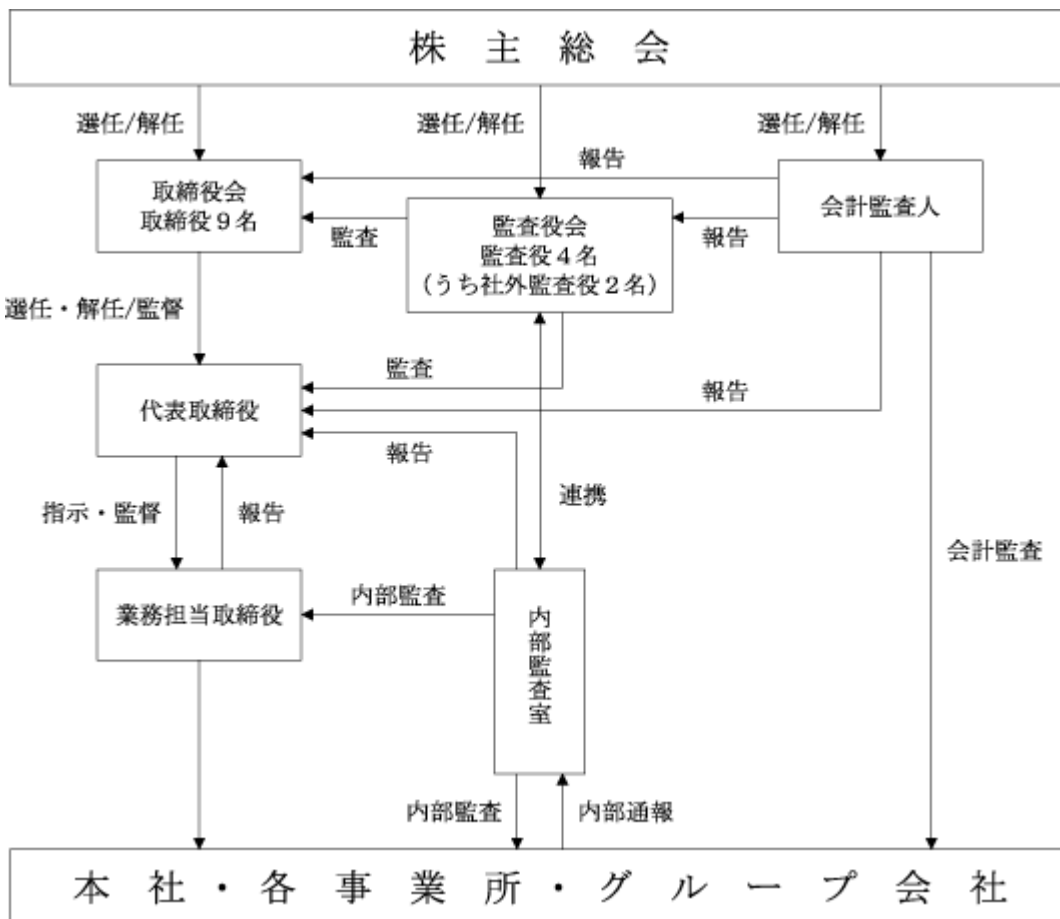 株主総会
選任/解任
選任/解任
選任/解任
報告
取締役会
取締役９名
会計監査人
監査
監査役会
監査役４名
（うち社外監査役２名）
報告
選任・解任/監督
監査
代表取締役
報告
報告
連携
指示・監督
報告
会計監査
業務担当取締役
内部監査
内部監査室
内部監査
内部通報
本社・各事業所・グループ会社